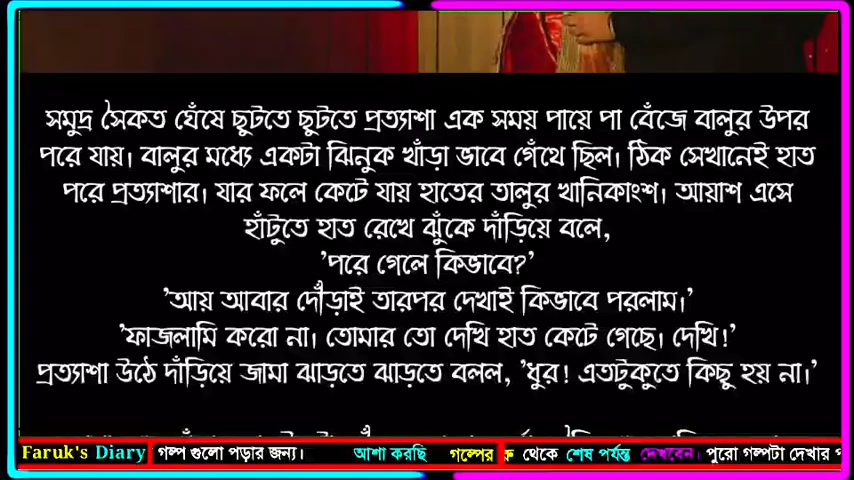 সমুদ্র সৈকত ঘেঁষে ছুটতে ছুটতে প্রত্যাশা এক সময় পায়ে পা বেঁজে বালুর উপর
পরে যায়। বালুর মধ্যে একটা ঝিনুক খাঁড়া ভাবে গেঁথে ছিল। ঠিক সেখানেই হাত
পরে প্রত্যাশার। যার ফলে কেটে যায় হাতের তালুর খানিকাংশ। আয়াশ এসে
হাঁটুতে হাত রেখে ঝুঁকে দাঁড়িয়ে বলে,
'পরে গেলে কিভাবে?'
'আয় আবার দৌঁড়াই তারপর দেখাই কিভাবে পরলাম।'
'ফাজলামি করো না। তোমার তো দেখি হাত কেটে গেছে। দেখি!'
প্রত্যাশা উঠে দাঁড়িয়ে জামা ঝাড়তে ঝাড়তে বলল, 'ধুর! এতটুকুতে কিছু হয় না।'
Faruk's Diary গল্প গুলো পড়ার জন্য। আশা করছি গল্পের থেকে শেষ পর্যন্ত দেখবেন। পুরো গল্পটা দেখার